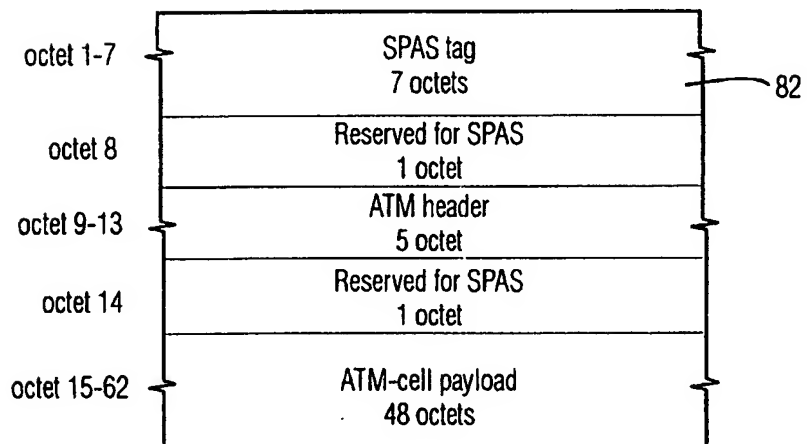 octet 1-7
SPAS tag
7 octets
82
octet 8
Reserved for SPAS
1 octet
octet 9-13
ATM header
5 octet
octet 14
Reserved for SPAS
1 octet
octet 15-62
ATM-cell payload
48 octets